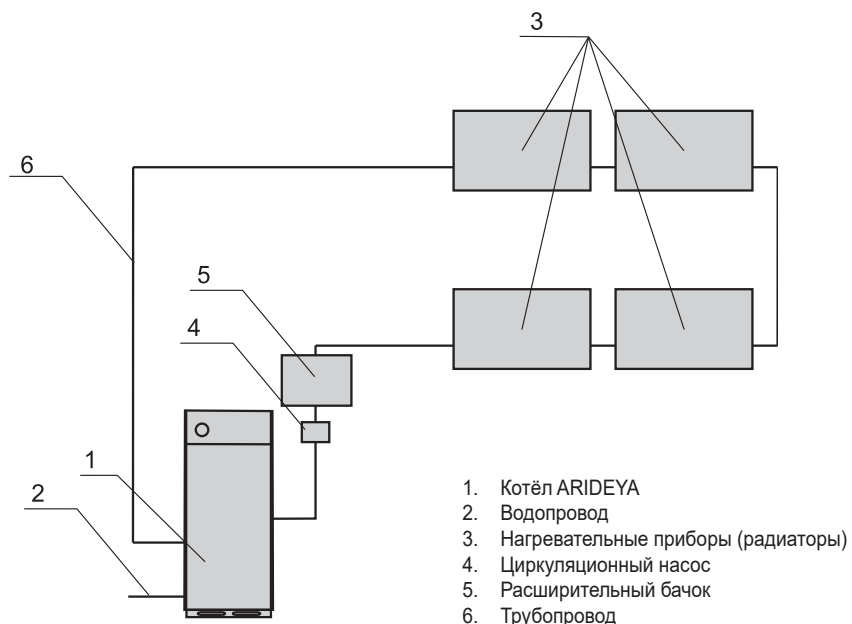 3
6
5
4
1
2
1. Котёл ARIDEYA
2. Водопровод
3. Нагревательные приборы (радиаторы)
4. Циркуляционный насос
5. Расширительный бачок
6. Трубопровод